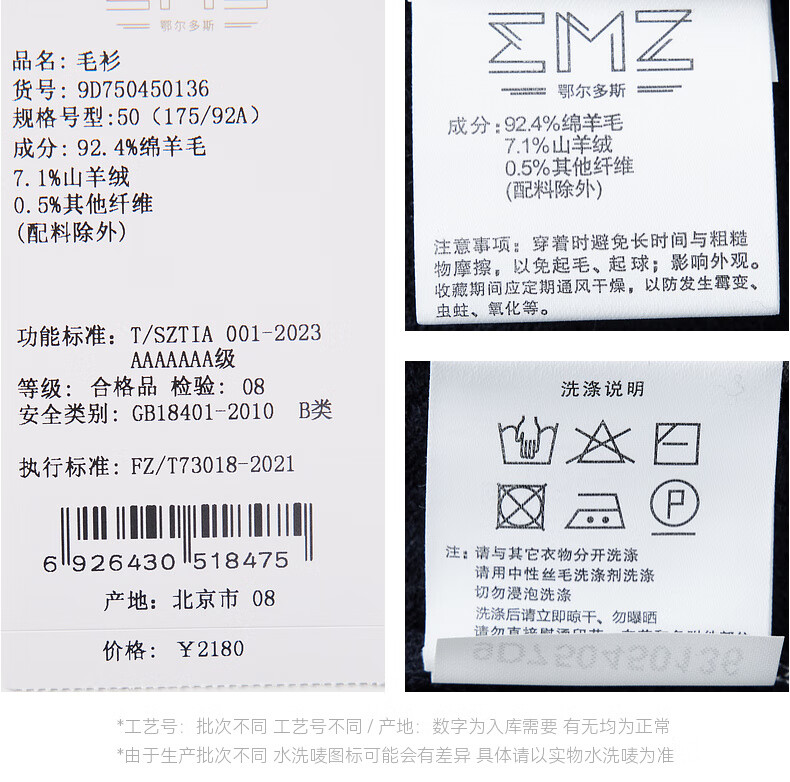 鄂尔多斯
品名: 毛衫
货号: 9D750450136
规格号型:50（175/92A）
成分: 92.4%绵羊毛
7.1%山羊绒
0.5%其他纤维
(配料除外)
功能标准: T/SZTIA 001-2023
AAAAAAA级
等级: 合格品 检验: 08
安全类别: GB18401-2010 B类
执行标准: FZ/T73018-2021
6 926430 518475
产地: 北京市 08
价格: ￥2180
鄂尔多斯
成分:92.4%绵羊毛
7.1%山羊绒
0.5%其他纤维
(配料除外)
注意事项: 穿着时避免长时间与粗糙
物摩擦，以免起毛、起球；影响外观。
收藏期间应定期通风干燥，以防发生霉变、
虫蛀、氧化等。
洗涤说明
P
注: 请与其它衣物分开洗涤
请用中性丝毛洗涤剂洗涤
切勿浸泡洗涤
洗涤后请立即晾干、勿曝晒
9D750450136
*工艺号: 批次不同 工艺号不同 / 产地: 数字为入库需要 有无均为正常
*由于生产批次不同 水洗唛图标可能会有差异 具体请以实物水洗唛为准